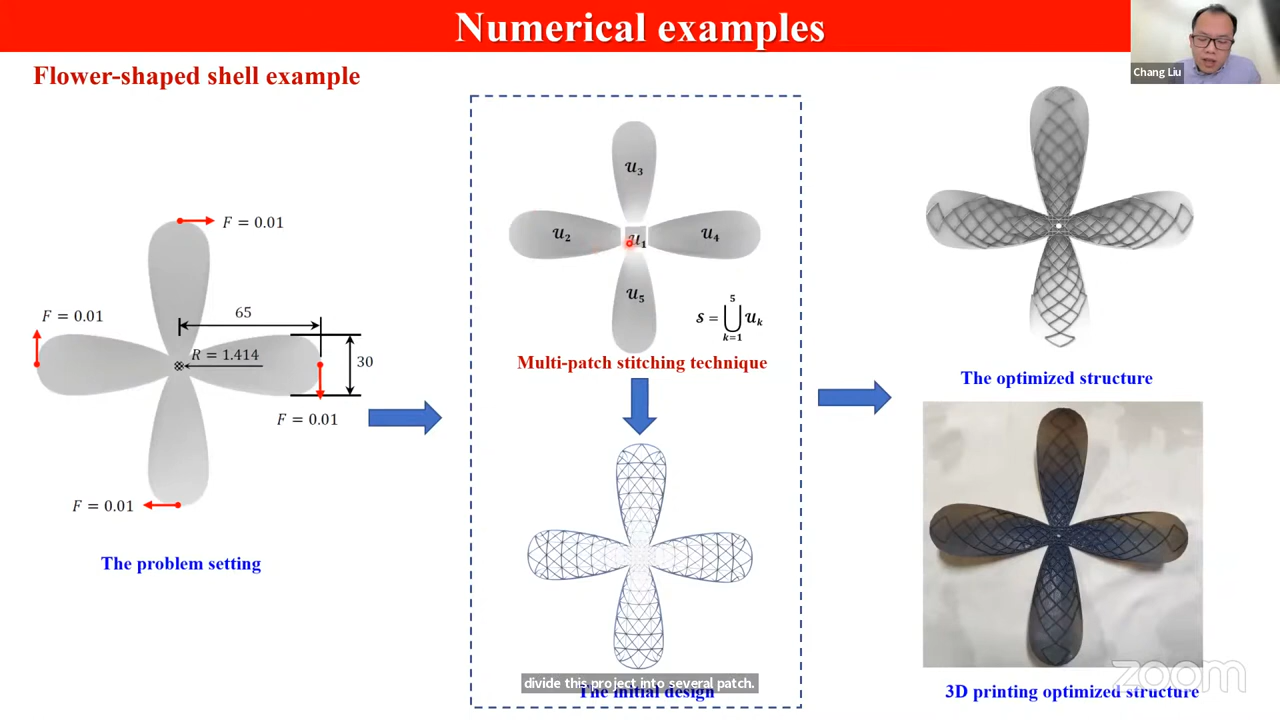 Numerical examples
Chang Liu
Flower-shaped shell example
F = 0.01
F = 0.01
65
R = 1.414
30
F = 0.01
F = 0.01
The problem setting
𝒰₃
𝒰₂
𝒰₁
𝒰₄
𝒰₅
𝒮 = ⋃⁵ₖ₌₁ 𝒰ₖ
Multi-patch stitching technique
divide this project into several patch.
The initial design
The optimized structure
zoom
3D printing optimized structure